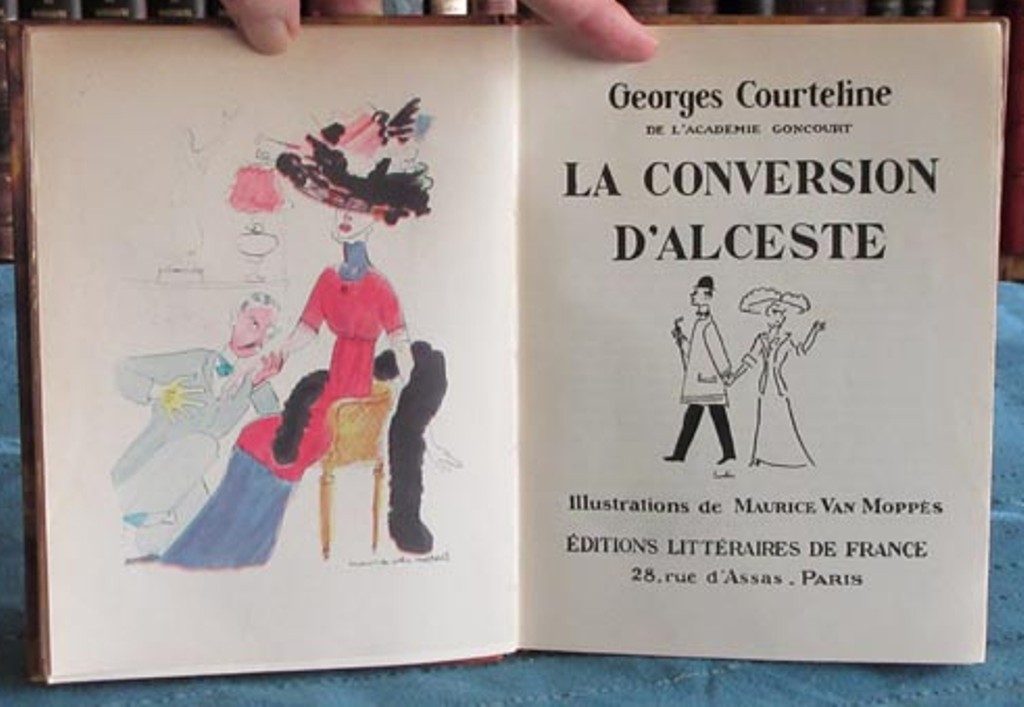 Georges Courteline
DE L'ACADEMIE GONCOURT
LA CONVERSION
D'ALCESTE
Illustrations de MAURICE VAN MOPPÈS
ÉDITIONS LITTÉRAIRES DE FRANCE
28, rue d'Assas. PARIS